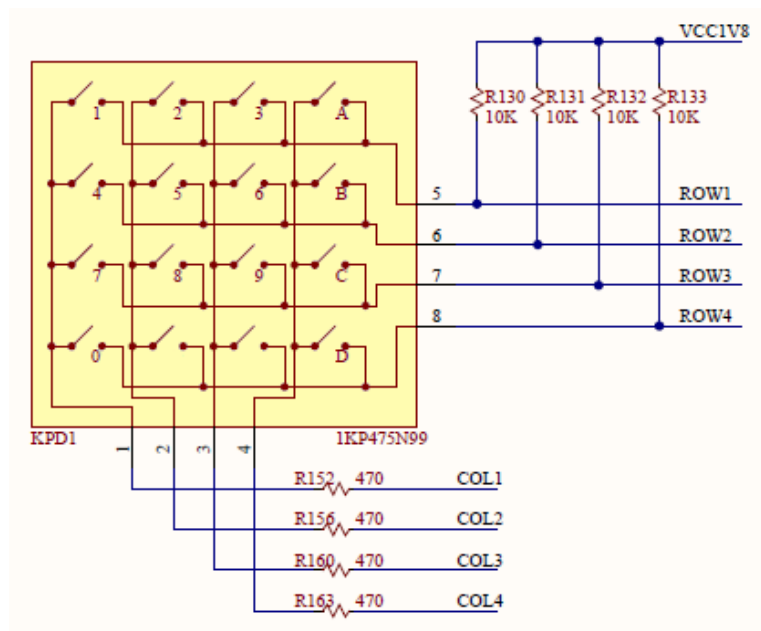 VCC1V8
R130 R131 R132 R133
10K 10K 10K 10K
1 2 3 A
4 5 6 B
7 8 9 C
0 D
5 ROW1
6 ROW2
7 ROW3
8 ROW4
KPD1 1KP475N99
1 2 3 4
R152 470 COL1
R156 470 COL2
R160 470 COL3
R163 470 COL4